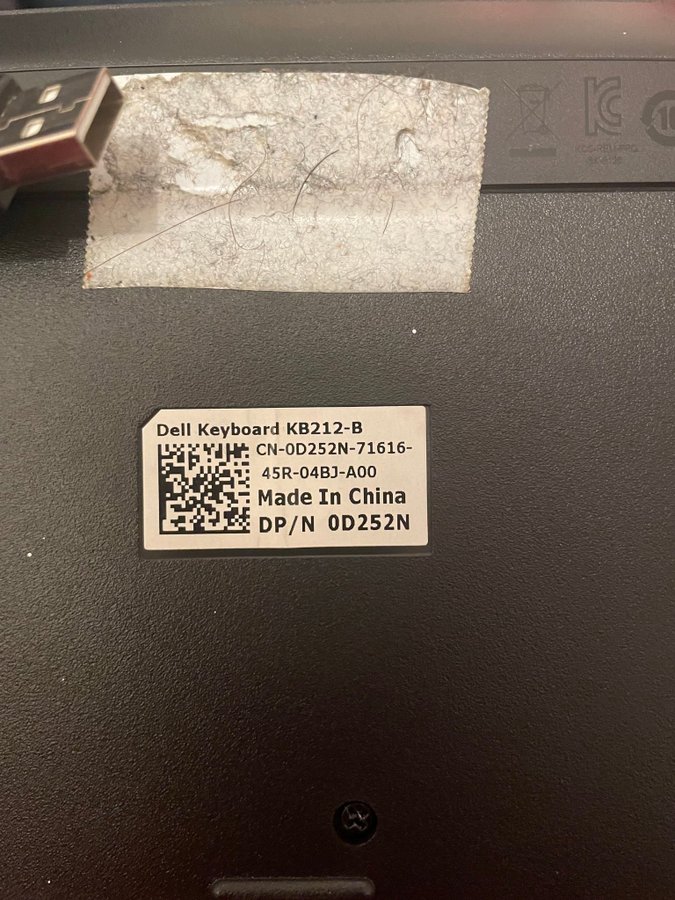 Dell Keyboard KB212-B
CN-0D252N-71616-
45R-04BJ-A00
Made In China
DP/N 0D252N